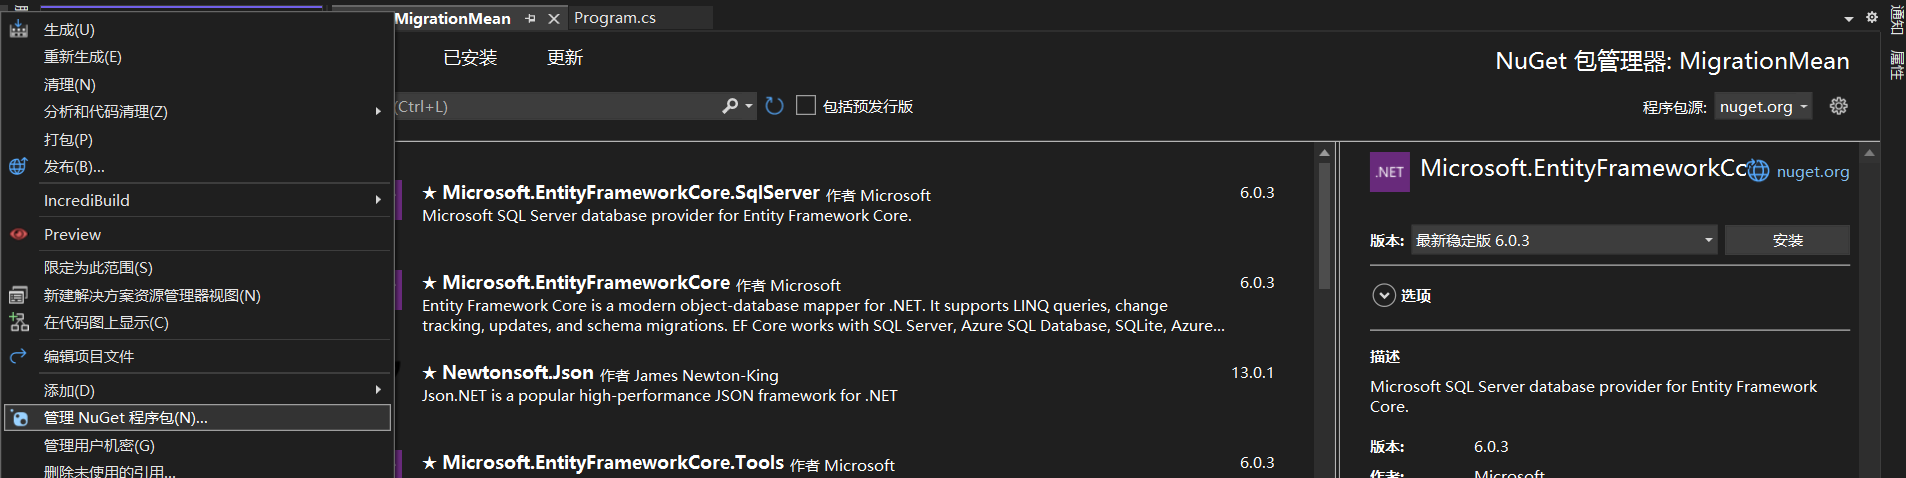 MigrationMean
Program.cs
通知
属性
生成(U)
重新生成(E)
清理(N)
分析和代码清理(Z)
打包(P)
发布(B)...
IncrediBuild
Preview
限定为此范围(S)
新建解决方案资源管理器视图(N)
在代码图上显示(C)
编辑项目文件
添加(D)
管理 NuGet 程序包(N)...
管理用户机密(G)
删除未使用的引用...
已安装 更新
NuGet 包管理器: MigrationMean
(Ctrl+L)
包括预发行版
程序包源: nuget.org
★ Microsoft.EntityFrameworkCore.SqlServer 作者 Microsoft 6.0.3
Microsoft SQL Server database provider for Entity Framework Core.
★ Microsoft.EntityFrameworkCore 作者 Microsoft 6.0.3
Entity Framework Core is a modern object-database mapper for .NET. It supports LINQ queries, change
tracking, updates, and schema migrations. EF Core works with SQL Server, Azure SQL Database, SQLite, Azure...
★ Newtonsoft.Json 作者 James Newton-King 13.0.1
Json.NET is a popular high-performance JSON framework for .NET
★ Microsoft.EntityFrameworkCore.Tools 作者 Microsoft 6.0.3
.NET
Microsoft.EntityFrameworkCo
nuget.org
版本: 最新稳定版 6.0.3 安装
选项
描述
Microsoft SQL Server database provider for Entity Framework
Core.
版本: 6.0.3
作者: Microsoft